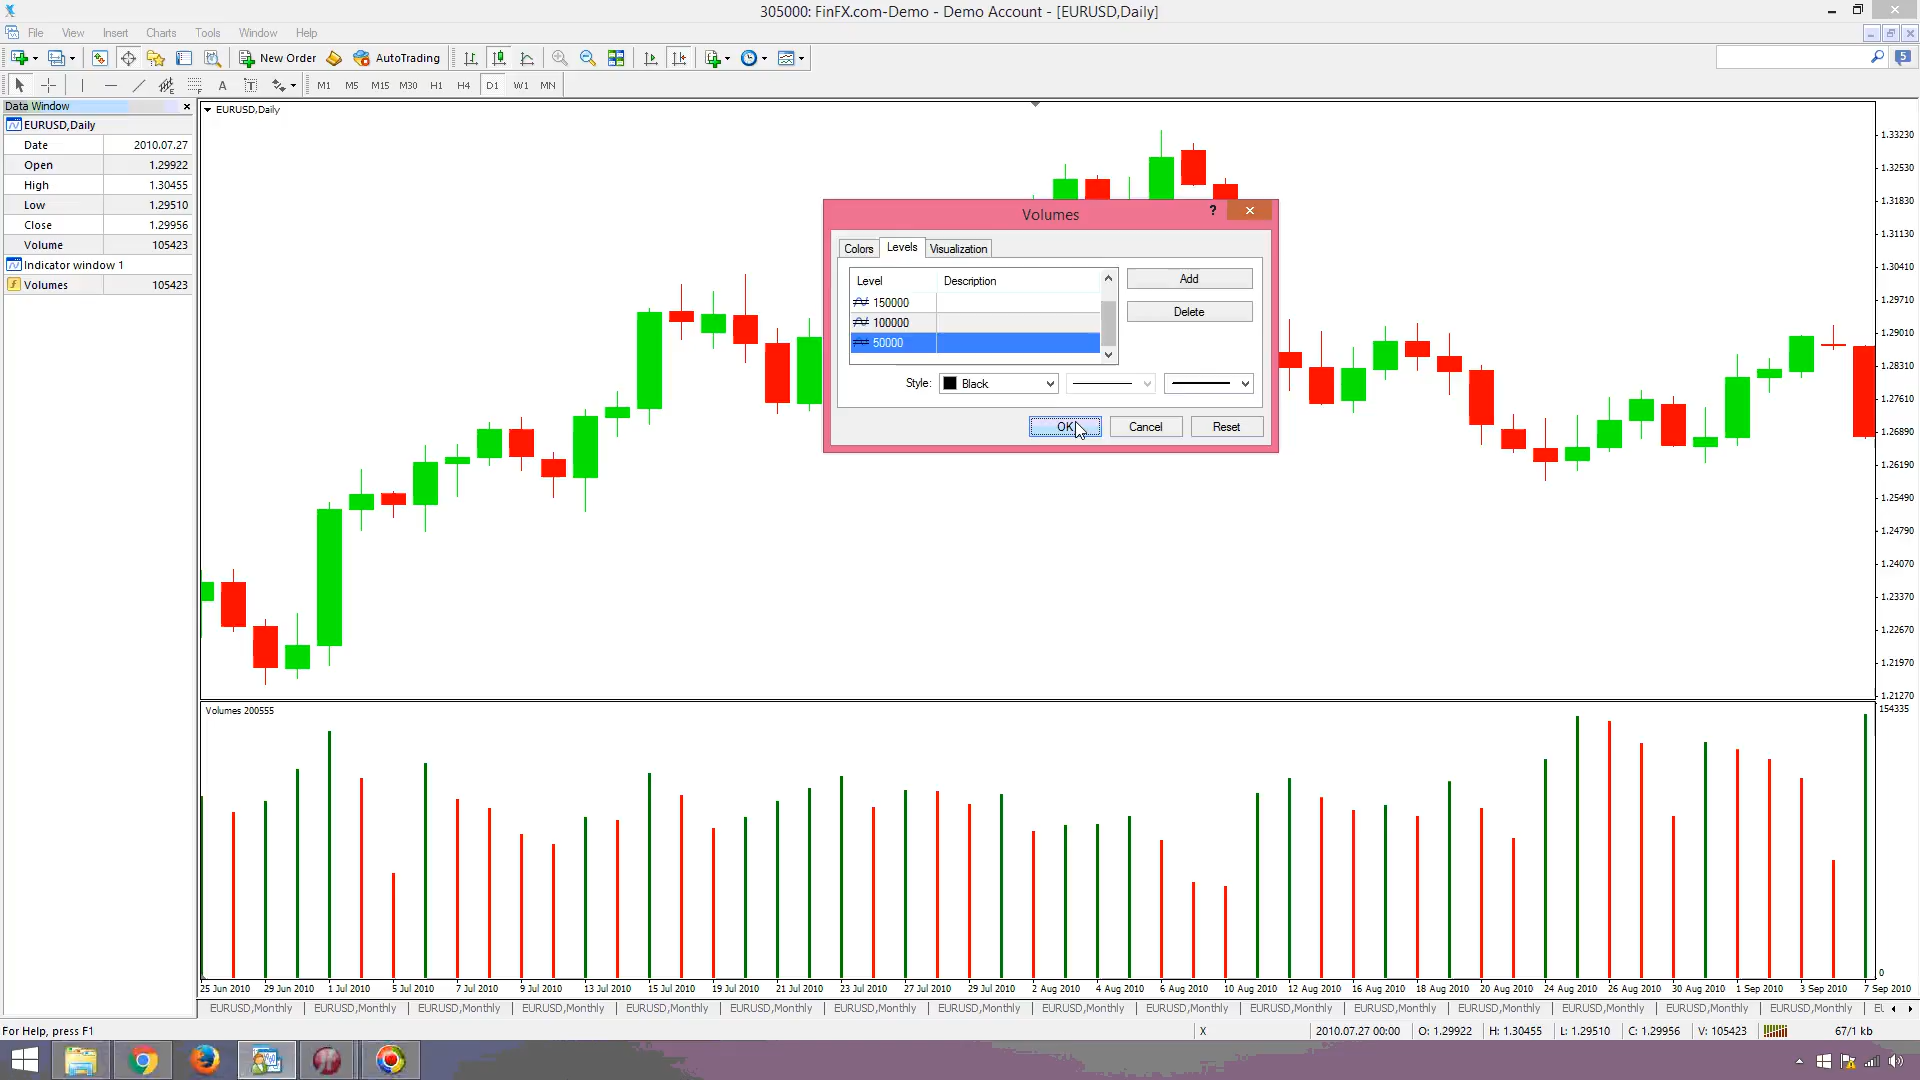 305000: FinFX.com-Demo - Demo Account - [EURUSD,Daily]
File View Insert Charts Tools Window Help
New Order AutoTrading
5
A T M1 M5 M15 M30 H1 H4 D1 W1 MN
Data Window
EURUSD,Daily
Date 2010.07.27
Open 1.29922
High 1.30455
Low 1.29510
Close 1.29956
Volume 105423
Indicator window 1
Volumes 105423
EURUSD,Daily
1.33230
1.32530
1.31830
1.31130
1.30410
1.29710
1.29010
1.28310
1.27610
1.26890
1.26190
1.25490
1.24790
1.24070
1.23370
1.22670
1.21970
1.21270
Volumes
?
Colors Levels Visualization
Level Description
150000
100000
50000
Add
Delete
Style: Black
OK Cancel Reset
Volumes 200555
154335
0
25 Jun 2010 29 Jun 2010 1 Jul 2010 5 Jul 2010 7 Jul 2010 9 Jul 2010 13 Jul 2010 15 Jul 2010 19 Jul 2010 21 Jul 2010 23 Jul 2010 27 Jul 2010 29 Jul 2010 2 Aug 2010 4 Aug 2010 6 Aug 2010 10 Aug 2010 12 Aug 2010 16 Aug 2010 18 Aug 2010 20 Aug 2010 24 Aug 2010 26 Aug 2010 30 Aug 2010 1 Sep 2010 3 Sep 2010 7 Sep 2010
EURUSD,Monthly EURUSD,Monthly EURUSD,Monthly EURUSD,Monthly EURUSD,Monthly EURUSD,Monthly EURUSD,Monthly EURUSD,Monthly EURUSD,Monthly EURUSD,Monthly EURUSD,Monthly EURUSD,Monthly EURUSD,Monthly EURUSD,Monthly EURUSD,Monthly EURUSD,Monthly
For Help, press F1 X 2010.07.27 00:00 O: 1.29922 H: 1.30455 L: 1.29510 C: 1.29956 V: 105423 67/1 kb